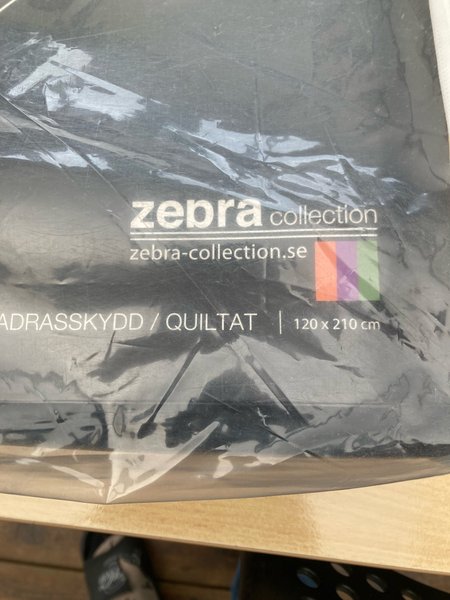 zebra collection
zebra-collection.se
ADRASSKYDD / QUILTAT | 120 x 210 cm